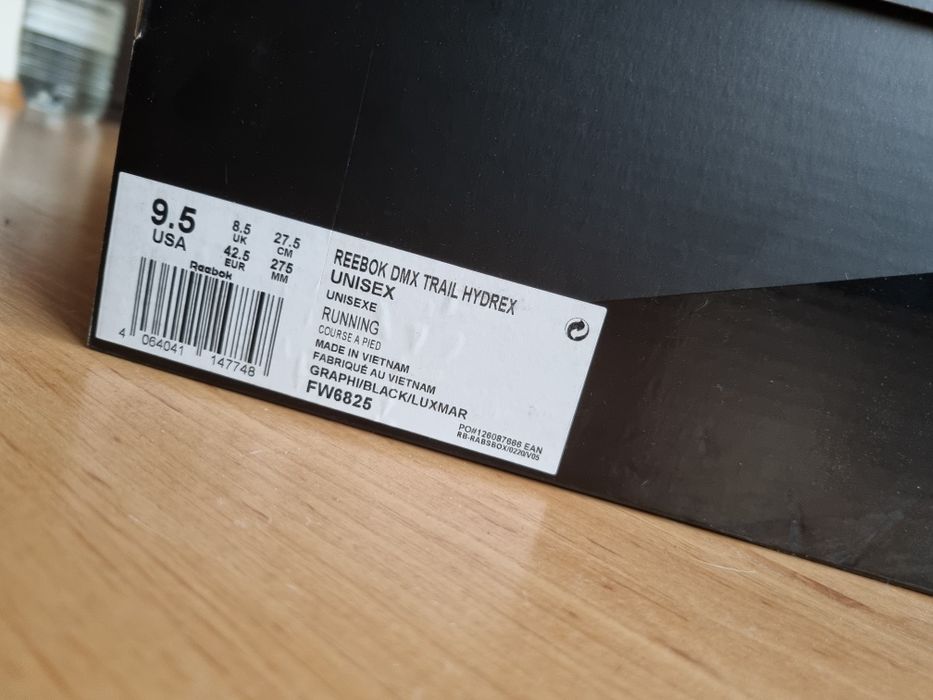 9.5
USA
8.5
UK
42.5
EUR
27.5
CM
275
MM
Reebok
4 064041 147748
REEBOK DMX TRAIL HYDREX
UNISEX
UNISEXE
RUNNING
COURSE A PIED
MADE IN VIETNAM
FABRIQUÉ AU VIETNAM
GRAPHI/BLACK/LUXMAR
FW6825
PO#126087666 EAN
RB-RABSBOX/0220/V05